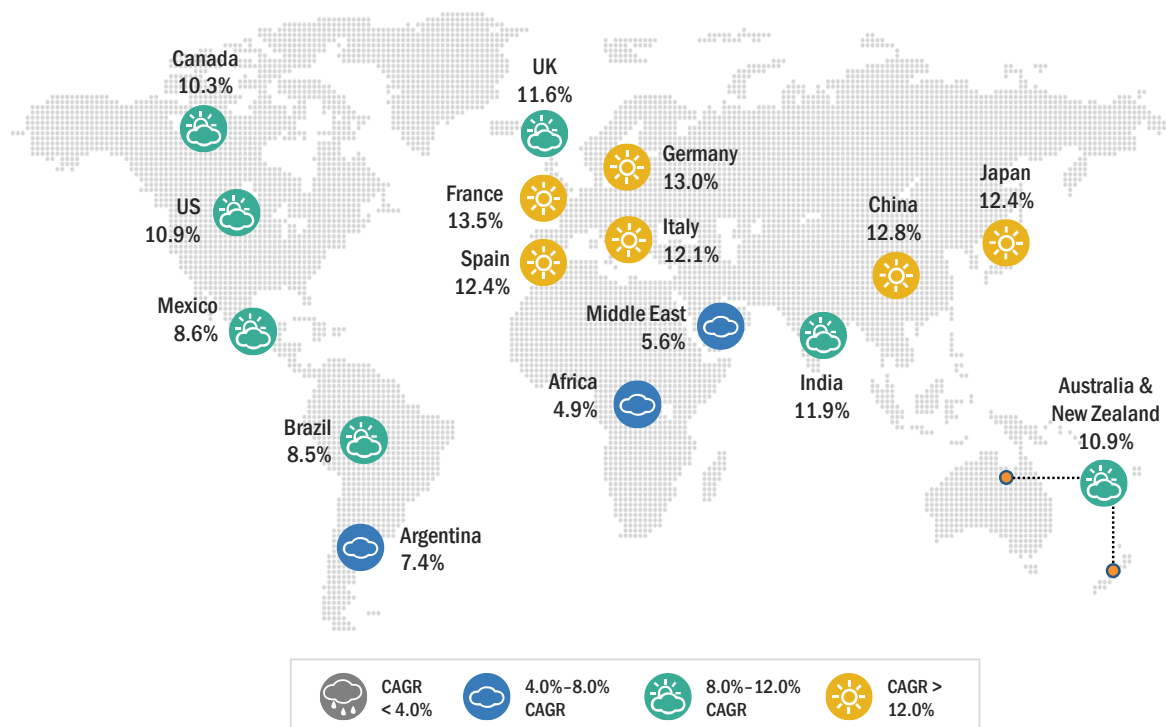 Canada
10.3%
UK
11.6%
Germany
13.0%
Japan
12.4%
US
10.9%
France
13.5%
Italy
12.1%
China
12.8%
Spain
12.4%
Mexico
8.6%
Middle East
5.6%
India
11.9%
Africa
4.9%
Australia &
New Zealand
10.9%
Brazil
8.5%
Argentina
7.4%
CAGR
< 4.0%
4.0%–8.0%
CAGR
8.0%–12.0%
CAGR
CAGR >
12.0%